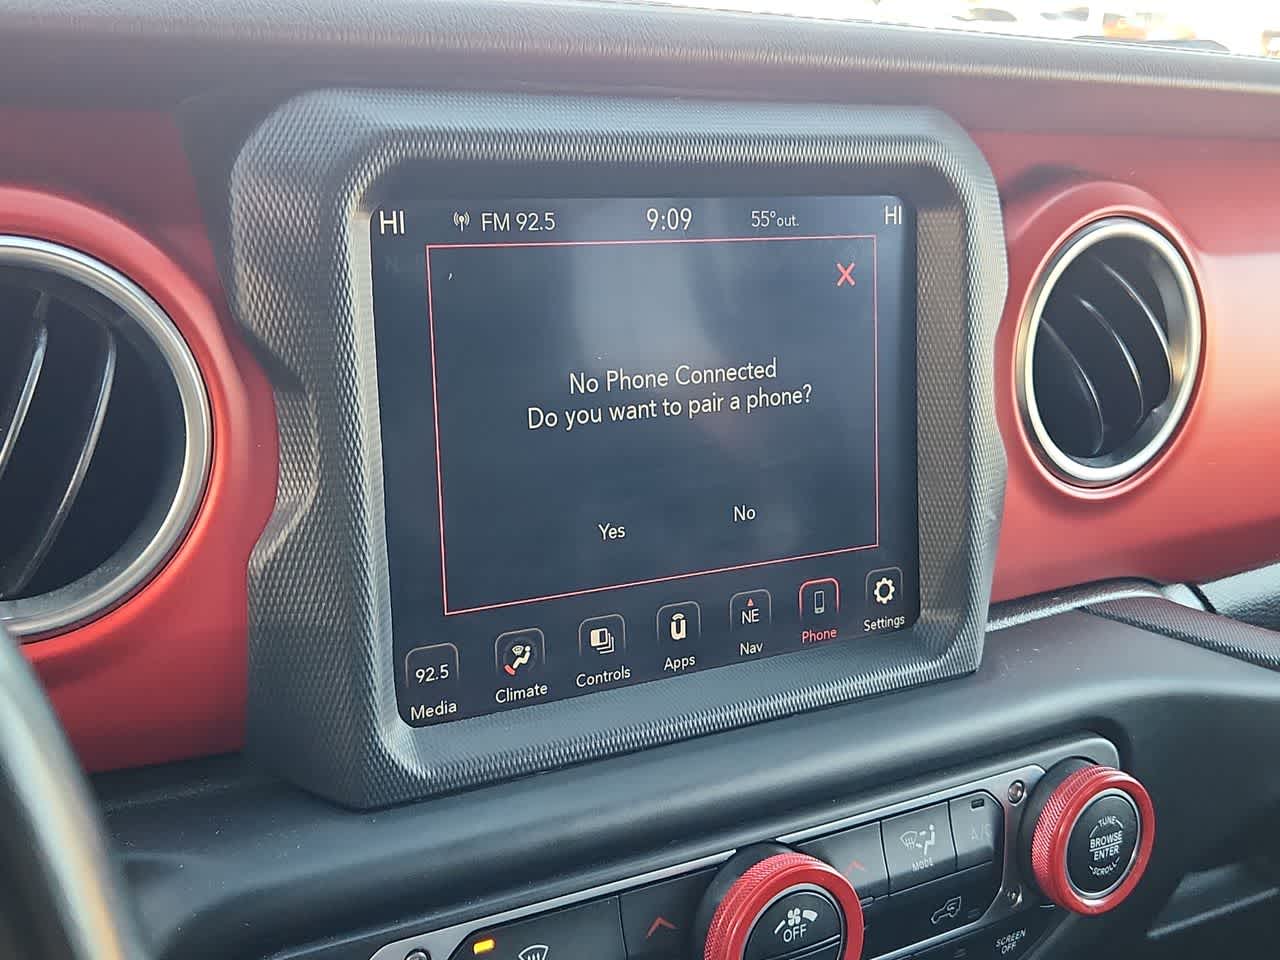 HI FM 92.5 9:09 55°out. HI
No Phone Connected
Do you want to pair a phone?
Yes No
92.5 NE
Media Climate Controls Apps Nav Phone Settings
MODE A/C
TUNE
BROWSE
ENTER
SCROLL
OFF
SCREEN
OFF